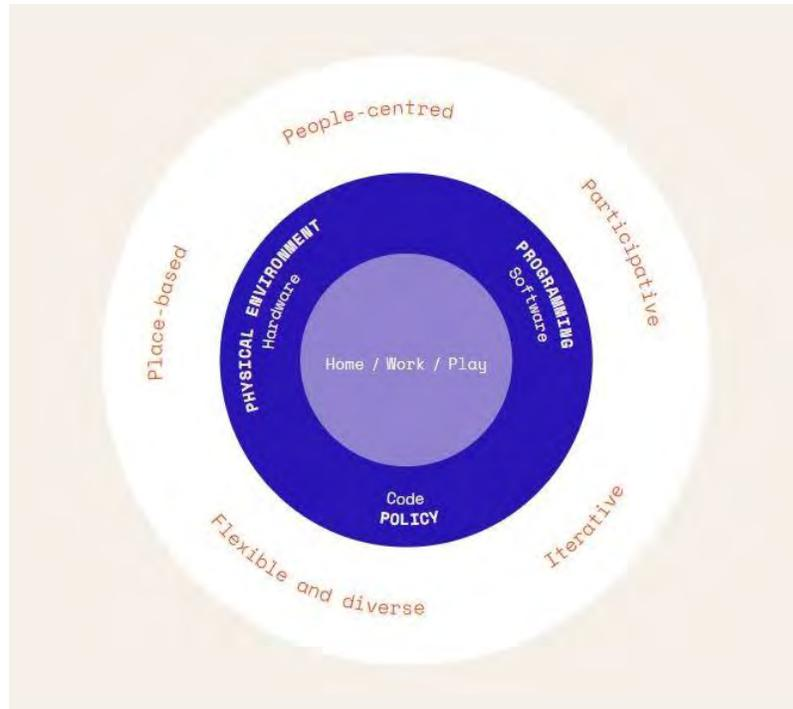 People-centred
Participative
Iterative
Flexible and diverse
Place-based
PHYSICAL ENVIRONMENT
Hardware
PROGRAMMING
Software
Code
POLICY
Home / Work / Play